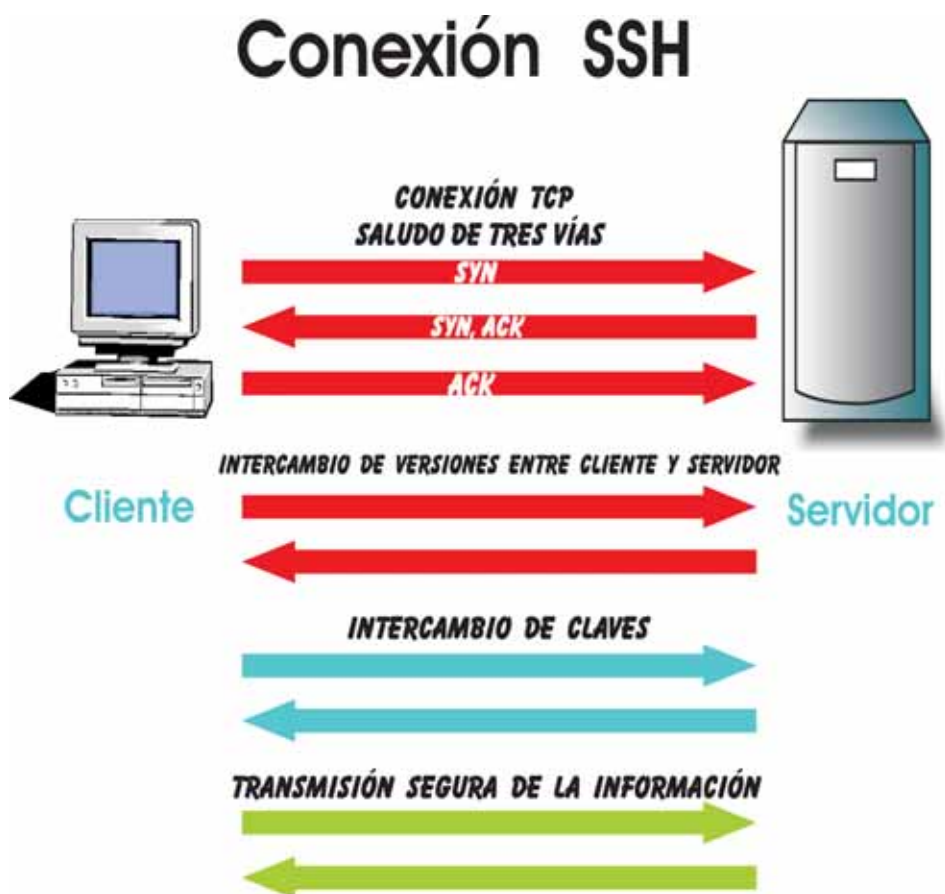 Conexión SSH
CONEXIÓN TCP
SALUDO DE TRES VÍAS
SYN
SYN, ACK
ACK
INTERCAMBIO DE VERSIONES ENTRE CLIENTE Y SERVIDOR
Cliente
Servidor
INTERCAMBIO DE CLAVES
TRANSMISIÓN SEGURA DE LA INFORMACIÓN